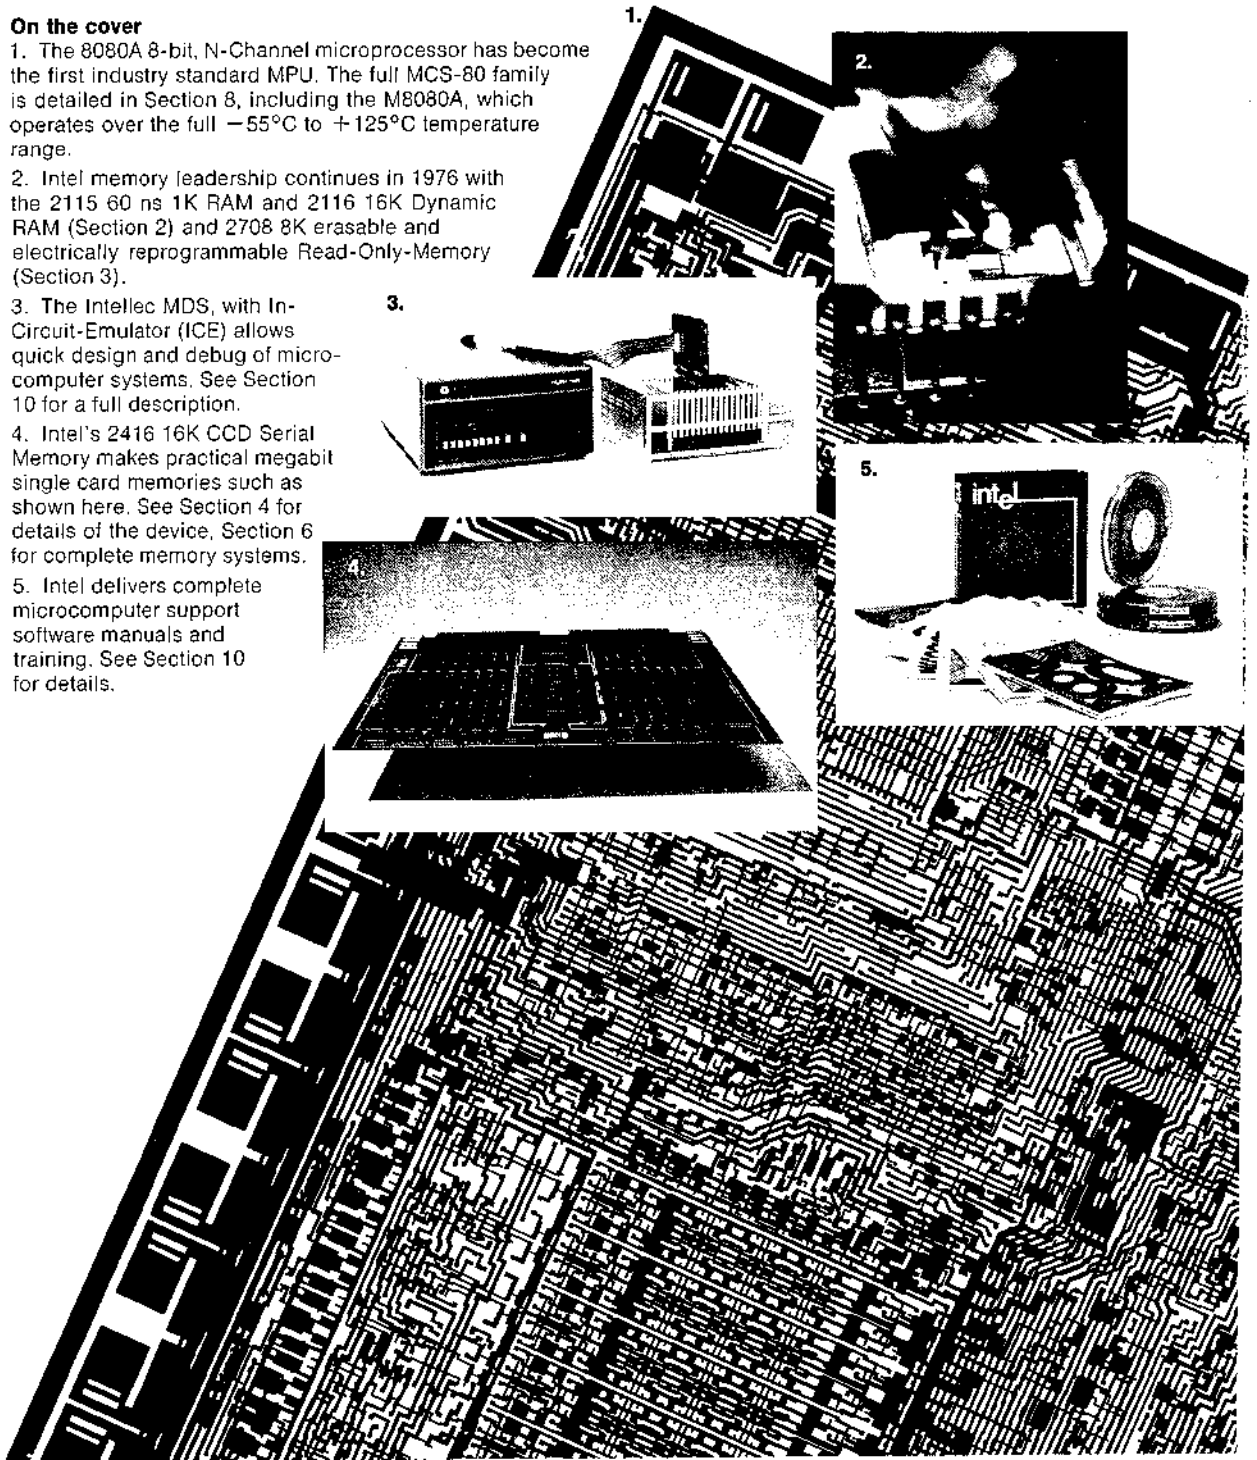 On the cover
1. The 8080A 8-bit, N-Channel microprocessor has become
the first industry standard MPU. The full MCS-80 family
is detailed in Section 8, including the M8080A, which
operates over the full −55°C to +125°C temperature
range.
2. Intel memory leadership continues in 1976 with
the 2115 60 ns 1K RAM and 2116 16K Dynamic
RAM (Section 2) and 2708 8K erasable and
electrically reprogrammable Read-Only-Memory
(Section 3).
3. The Intellec MDS, with In-
Circuit-Emulator (ICE) allows
quick design and debug of micro-
computer systems. See Section
10 for a full description.
4. Intel's 2416 16K CCD Serial
Memory makes practical megabit
single card memories such as
shown here. See Section 4 for
details of the device, Section 6
for complete memory systems.
5. Intel delivers complete
microcomputer support
software manuals and
training. See Section 10
for details.
1.
2.
3.
4.
5.
intel